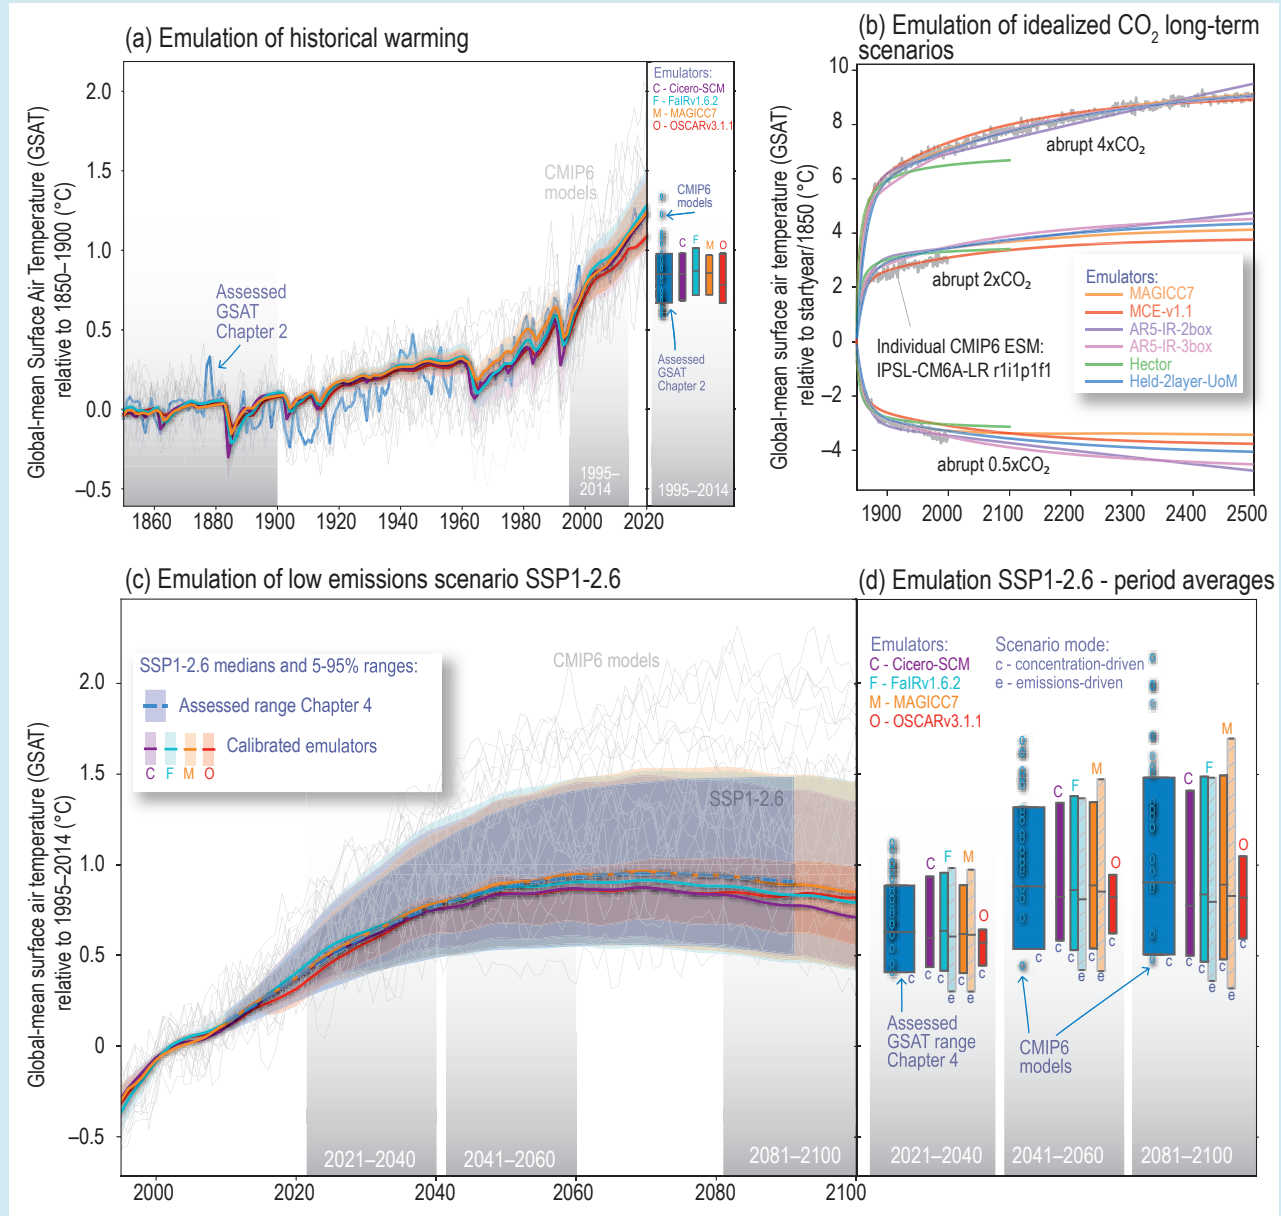 (a) Emulation of historical warming
Global-mean Surface Air Temperature (GSAT)
relative to 1850–1900 (°C)
2.0
1.5
1.0
0.5
0.0
–0.5
1860
1880
1900
1920
1940
1960
1980
2000
2020
Assessed
GSAT
Chapter 2
CMIP6
models
1995–
2014
Emulators:
C - Cicero-SCM
F - FaIRv1.6.2
M - MAGICC7
O - OSCARv3.1.1
CMIP6
models
C F M O
Assessed
GSAT
Chapter 2
1995–2014
(b) Emulation of idealized CO₂ long-term
scenarios
Global-mean surface air temperature (GSAT)
relative to startyear/1850 (°C)
10
8
6
4
2
0
–2
–4
1900
2000
2100
2200
2300
2400
2500
abrupt 4xCO₂
abrupt 2xCO₂
Individual CMIP6 ESM:
IPSL-CM6A-LR r1i1p1f1
abrupt 0.5xCO₂
Emulators:
MAGICC7
MCE-v1.1
AR5-IR-2box
AR5-IR-3box
Hector
Held-2layer-UoM
(c) Emulation of low emissions scenario SSP1-2.6
Global-mean surface air temperature (GSAT)
relative to 1995–2014 (°C)
2.0
1.5
1.0
0.5
0
–0.5
2000
2020
2040
2060
2080
2100
SSP1-2.6 medians and 5-95% ranges:
Assessed range Chapter 4
Calibrated emulators
C F M O
CMIP6 models
SSP1-2.6
2021–2040
2041–2060
2081–2100
(d) Emulation SSP1-2.6 - period averages
Emulators:
C - Cicero-SCM
F - FaIRv1.6.2
M - MAGICC7
O - OSCARv3.1.1
Scenario mode:
c - concentration-driven
e - emissions-driven
C F M O
c c c e c e c
C F M O
c c c e c e c
C F M O
c c c e c e c
Assessed
GSAT range
Chapter 4
CMIP6
models
2021–2040
2041–2060
2081–2100